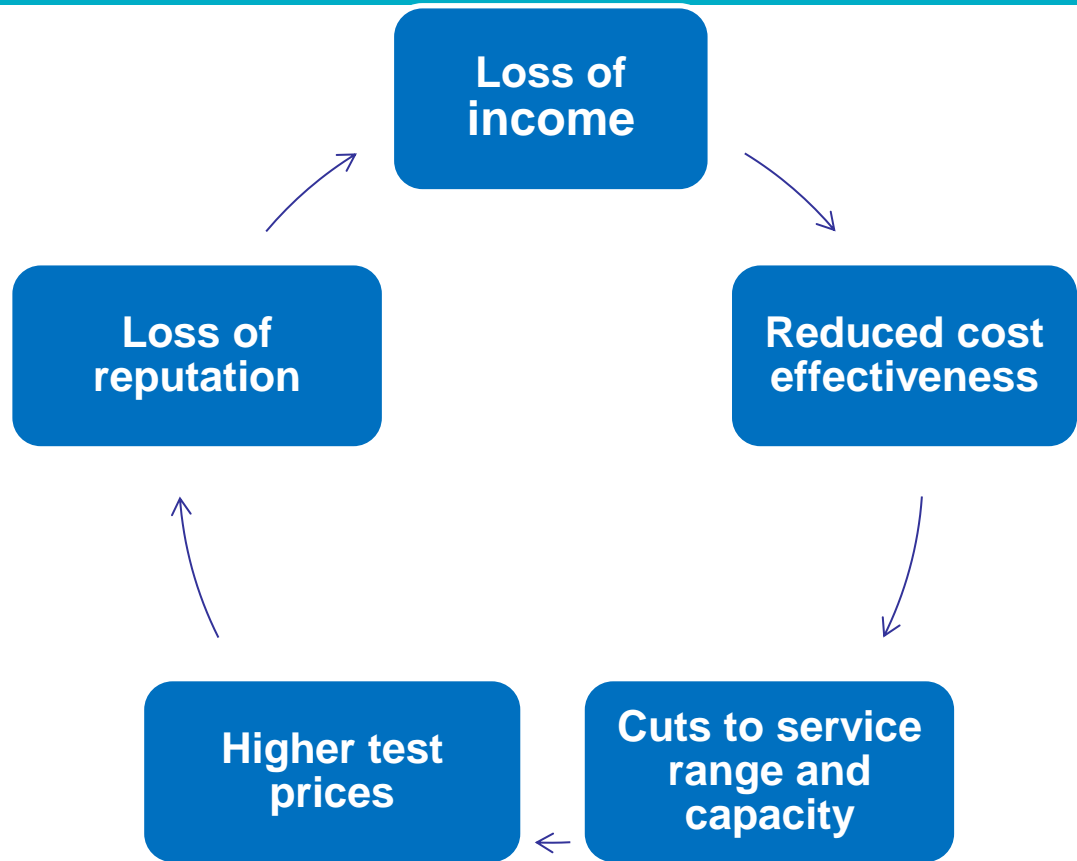 Loss of
income
Reduced cost
effectiveness
Cuts to service
range and
capacity
Higher test
prices
Loss of
reputation